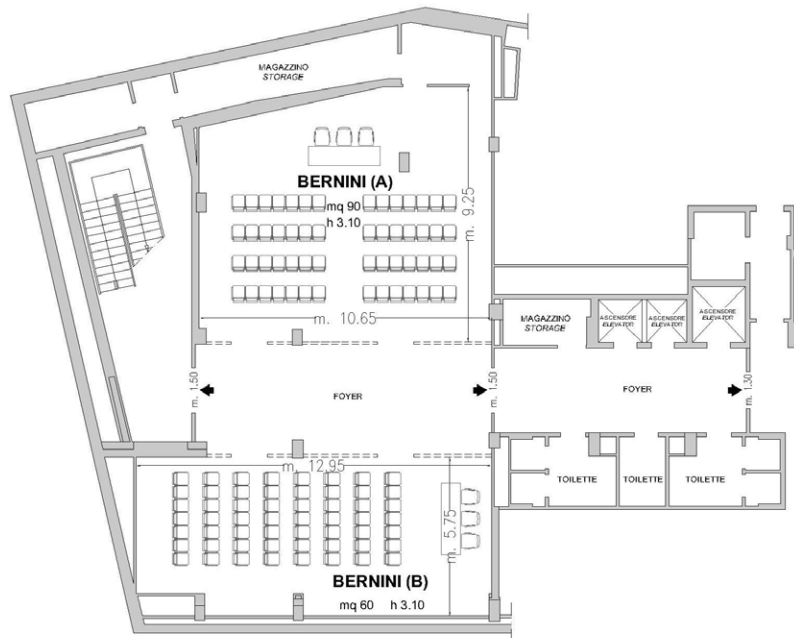 MAGAZZINO
STORAGE
BERNINI (A)
mq 90
h 3.10
m. 9.25
m. 10.65
MAGAZZINO
STORAGE
ASCENSORE
ELEVATOR
ASCENSORE
ELEVATOR
ASCENSORE
ELEVATOR
m. 1.50
FOYER
m. 1.50
FOYER
m. 1.30
m. 12.95
TOILETTE
TOILETTE
TOILETTE
m. 5.75
BERNINI (B)
mq 60 h 3.10